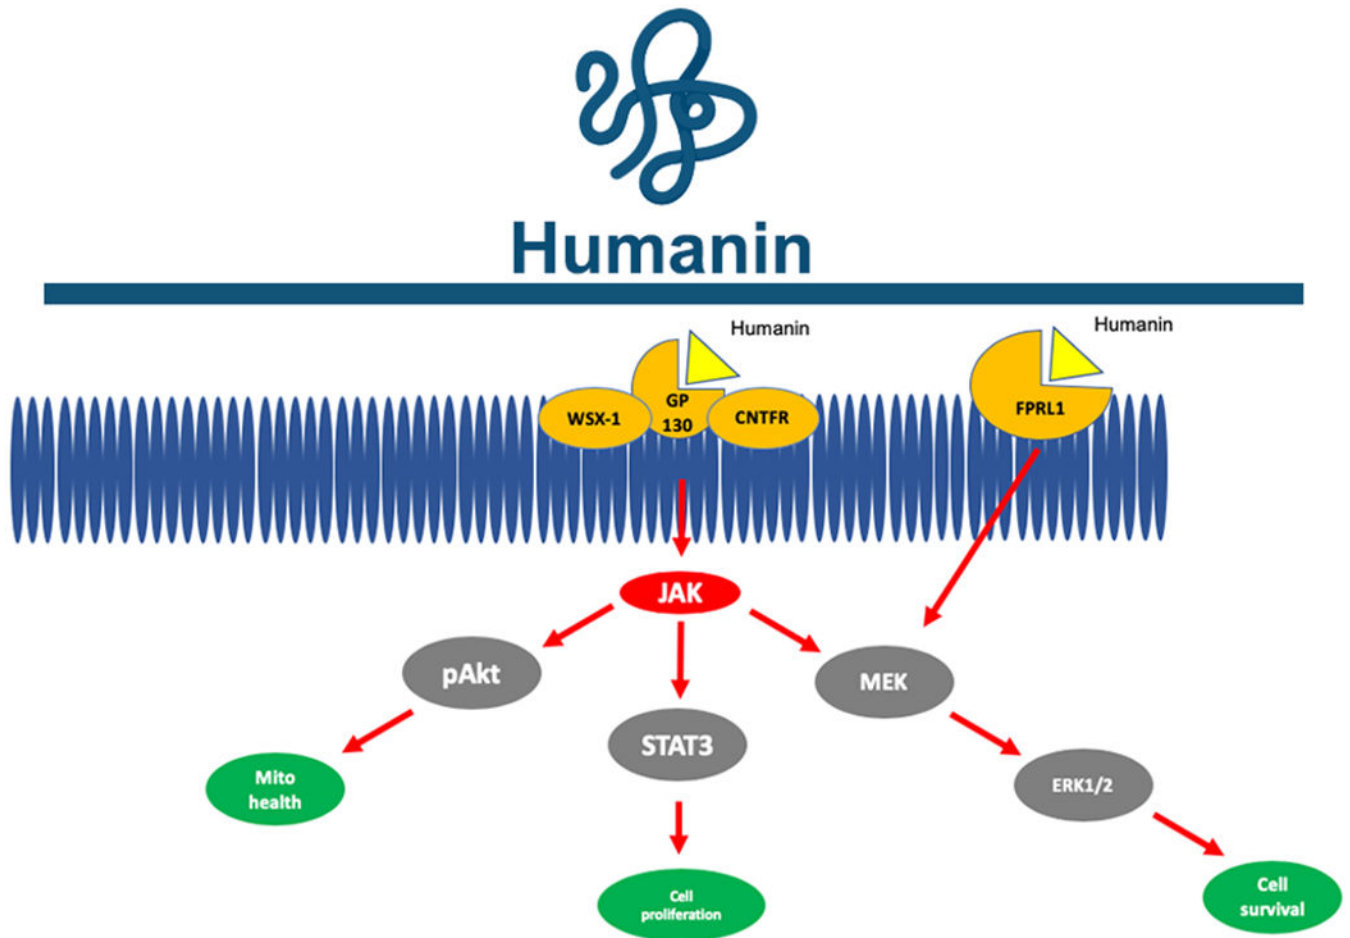 Humanin
Humanin
Humanin
WSX-1
GP
130
CNTFR
FPRL1
JAK
pAkt
MEK
STAT3
Mito
health
ERK1/2
Cell
proliferation
Cell
survival